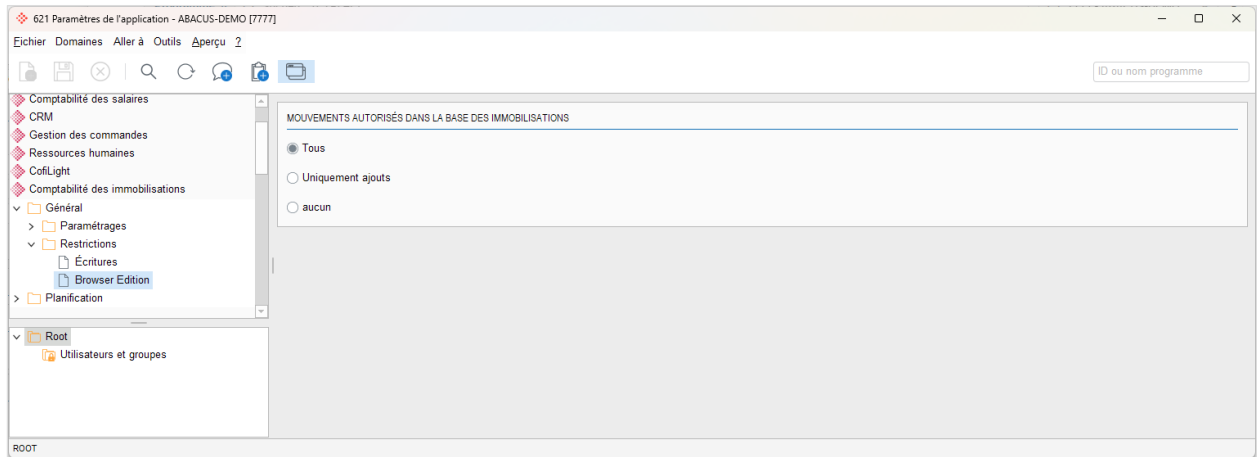 621 Paramètres de l'application - ABACUS-DEMO [7777]
Fichier Domaines Aller à Outils Aperçu ?
ID ou nom programme
Comptabilité des salaires
CRM
Gestion des commandes
Ressources humaines
CofiLight
Comptabilité des immobilisations
Général
Paramétrages
Restrictions
Écritures
Browser Edition
Planification
MOUVEMENTS AUTORISÉS DANS LA BASE DES IMMOBILISATIONS
Tous
Uniquement ajouts
aucun
Root
Utilisateurs et groupes
ROOT